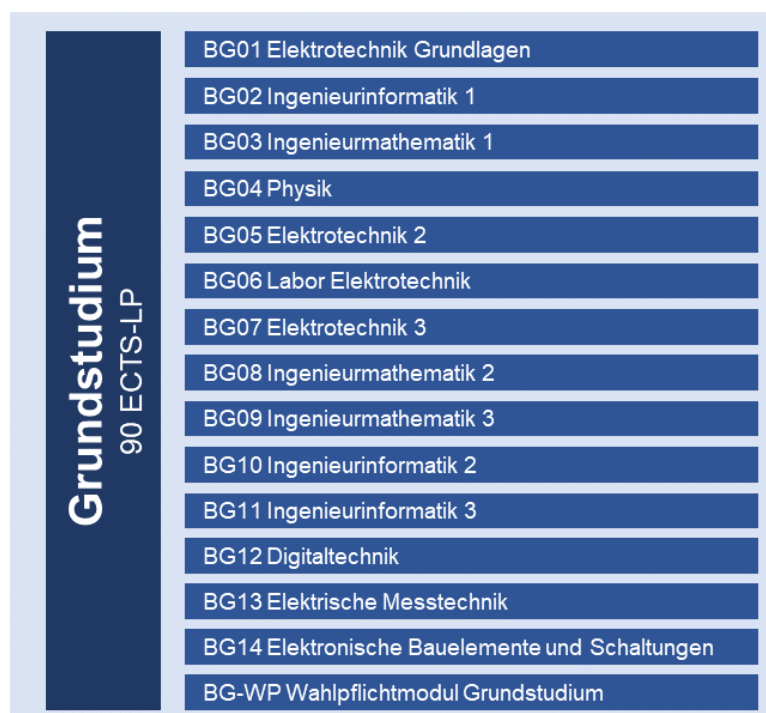 Grundstudium
90 ECTS-LP
BG01 Elektrotechnik Grundlagen
BG02 Ingenieurinformatik 1
BG03 Ingenieurmathematik 1
BG04 Physik
BG05 Elektrotechnik 2
BG06 Labor Elektrotechnik
BG07 Elektrotechnik 3
BG08 Ingenieurmathematik 2
BG09 Ingenieurmathematik 3
BG10 Ingenieurinformatik 2
BG11 Ingenieurinformatik 3
BG12 Digitaltechnik
BG13 Elektrische Messtechnik
BG14 Elektronische Bauelemente und Schaltungen
BG-WP Wahlpflichtmodul Grundstudium